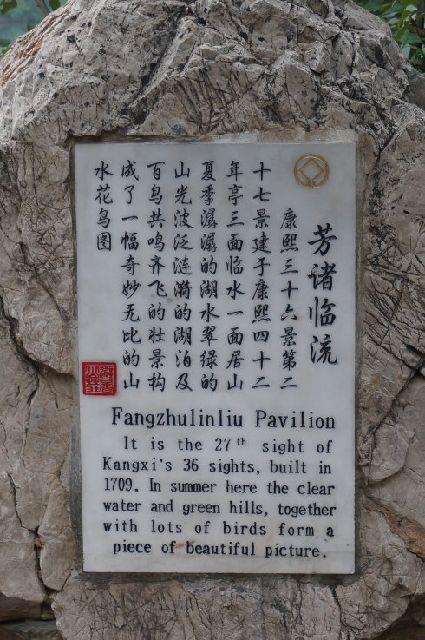 芳诸临流
康熙三十六景第二
十七景建于康熙四十二
年亭三面临水一面居山
夏季潺潺的湖水翠绿的
山光波泛涟漪的湖泊及
百鸟共鸣齐飞的壮景构
成了一幅奇妙无比的山
水花鸟图
Fangzhulinliu Pavilion
It is the 27th sight of
Kangxi's 36 sights, built in
1709. In summer here the clear
water and green hills, together
with lots of birds form a
piece of beautiful picture.